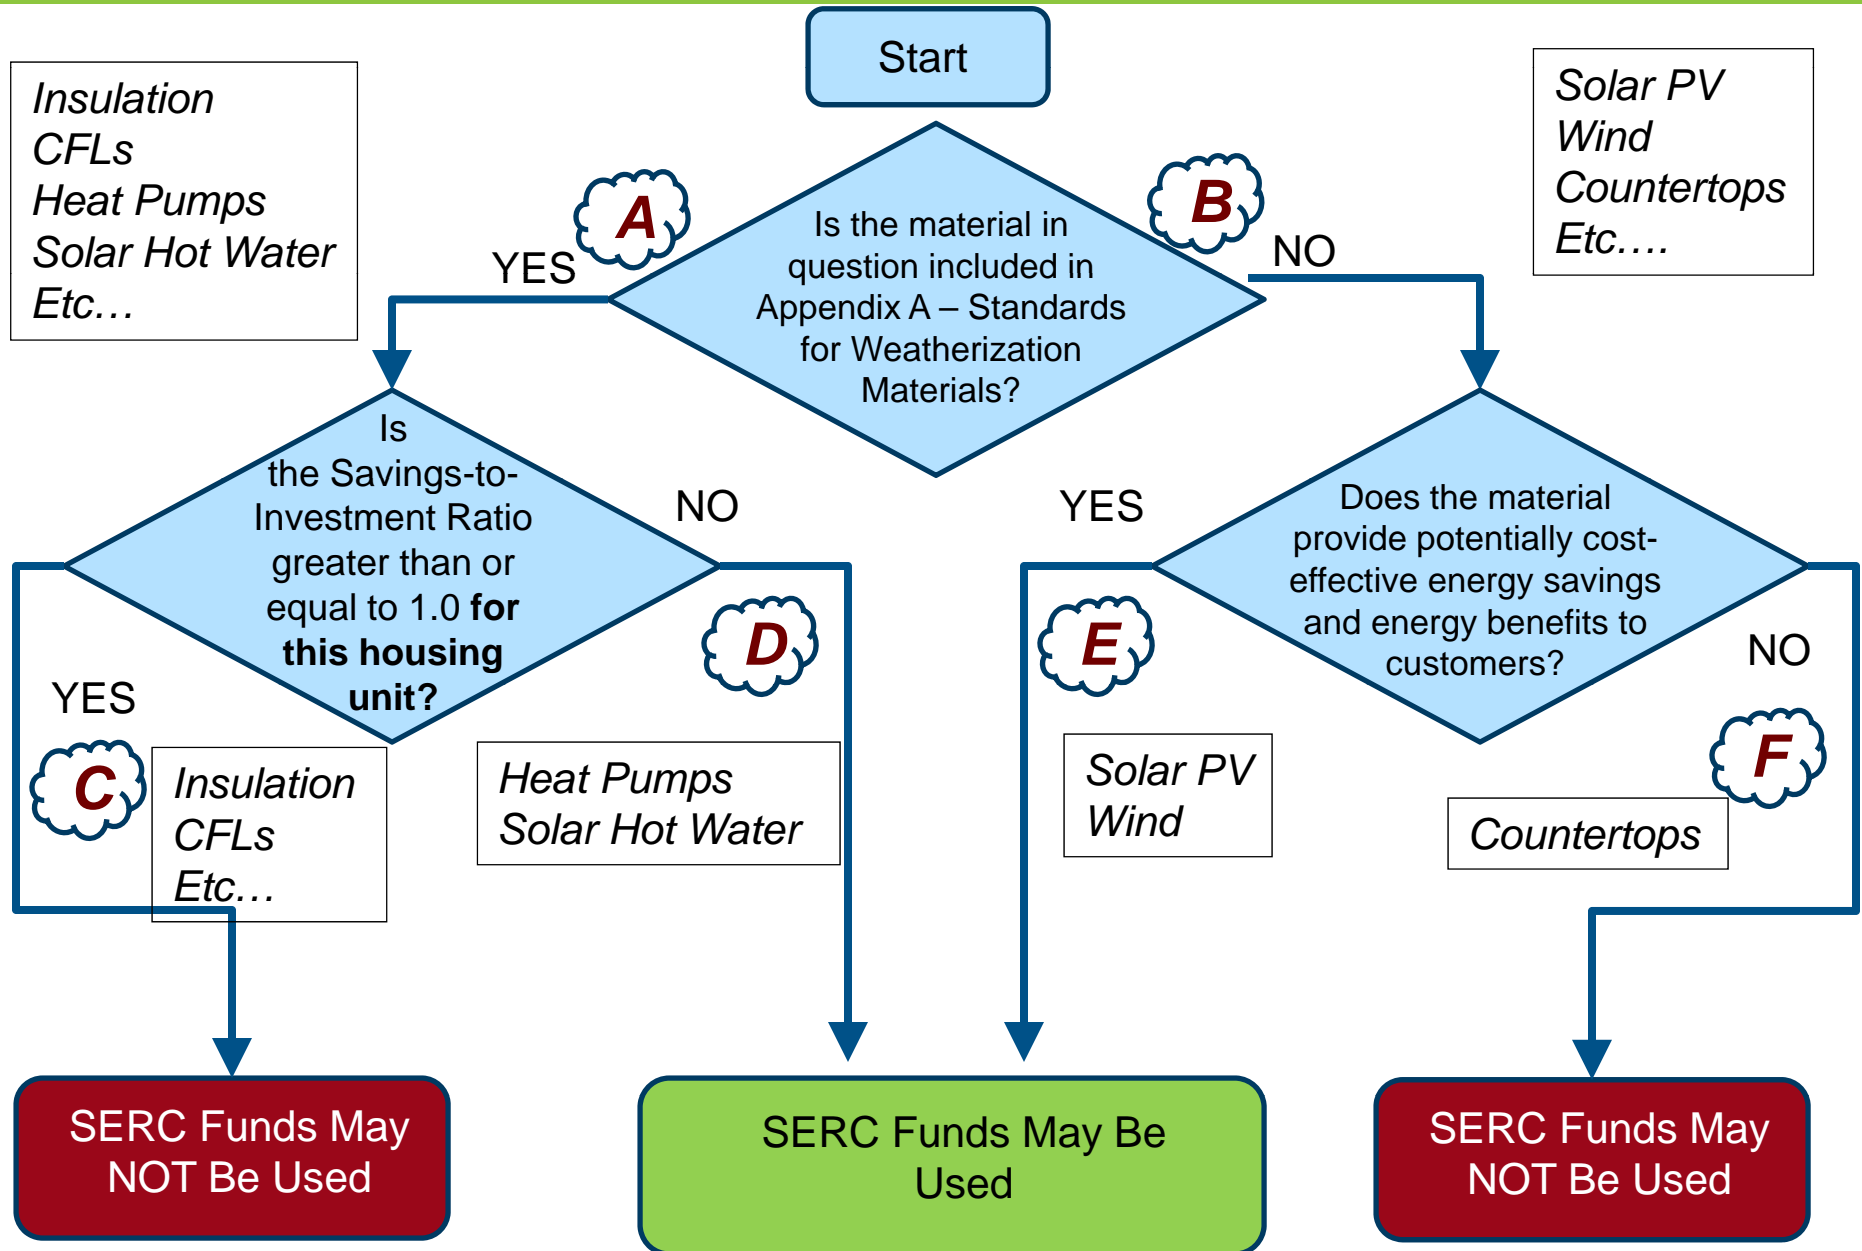 Start
Insulation
CFLs
Heat Pumps
Solar Hot Water
Etc…
Solar PV
Wind
Countertops
Etc….
A
B
YES
NO
Is the material in
question included in
Appendix A – Standards
for Weatherization
Materials?
Is
the Savings-to-
Investment Ratio
greater than or
equal to 1.0 for
this housing
unit?
NO
YES
Does the material
provide potentially cost-
effective energy savings
and energy benefits to
customers?
D
E
YES
NO
C
F
Insulation
CFLs
Etc…
Heat Pumps
Solar Hot Water
Solar PV
Wind
Countertops
SERC Funds May
NOT Be Used
SERC Funds May Be
Used
SERC Funds May
NOT Be Used